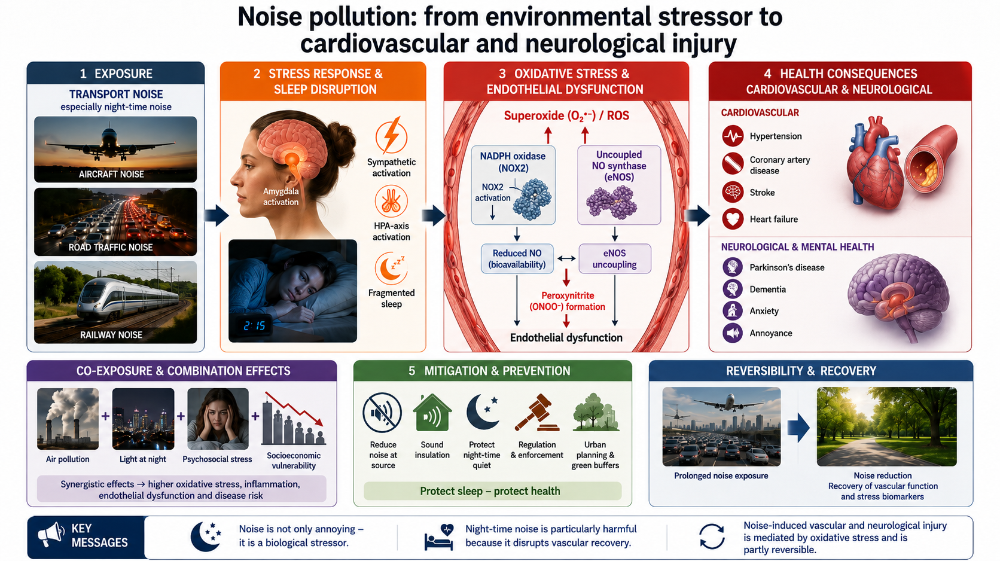 Noise pollution: from environmental stressor to
cardiovascular and neurological injury
1 EXPOSURE
TRANSPORT NOISE
especially night-time noise
AIRCRAFT NOISE
ROAD TRAFFIC NOISE
RAILWAY NOISE
2 STRESS RESPONSE &
SLEEP DISRUPTION
Amygdala
activation
Sympathetic
activation
HPA-axis
activation
z z z
Fragmented
sleep
2:15
3 OXIDATIVE STRESS &
ENDOTHELIAL DYSFUNCTION
Superoxide (O₂•⁻) / ROS
NADPH oxidase
(NOX2)
NOX2
activation
Uncoupled
NO synthase
(eNOS)
Reduced NO
(bioavailability)
eNOS
uncoupling
Peroxynitrite
(ONOO⁻) formation
Endothelial dysfunction
4 HEALTH CONSEQUENCES
CARDIOVASCULAR & NEUROLOGICAL
CARDIOVASCULAR
Hypertension
Coronary artery
disease
Stroke
Heart failure
NEUROLOGICAL & MENTAL HEALTH
Parkinson's disease
Dementia
Anxiety
Annoyance
CO-EXPOSURE & COMBINATION EFFECTS
+ + +
Air pollution
Light at night
Psychosocial stress
Socioeconomic
vulnerability
Synergistic effects → higher oxidative stress, inflammation,
endothelial dysfunction and disease risk
5 MITIGATION & PREVENTION
Reduce
noise at
source
Sound
insulation
Protect
night-time
quiet
Regulation
& enforcement
Urban
planning &
green buffers
Protect sleep – protect health
REVERSIBILITY & RECOVERY
Prolonged noise exposure
Noise reduction
Recovery of vascular function
and stress biomarkers
KEY
MESSAGES
Noise is not only annoying –
it is a biological stressor.
Night-time noise is particularly harmful
because it disrupts vascular recovery.
Noise-induced vascular and neurological injury
is mediated by oxidative stress and is
partly reversible.